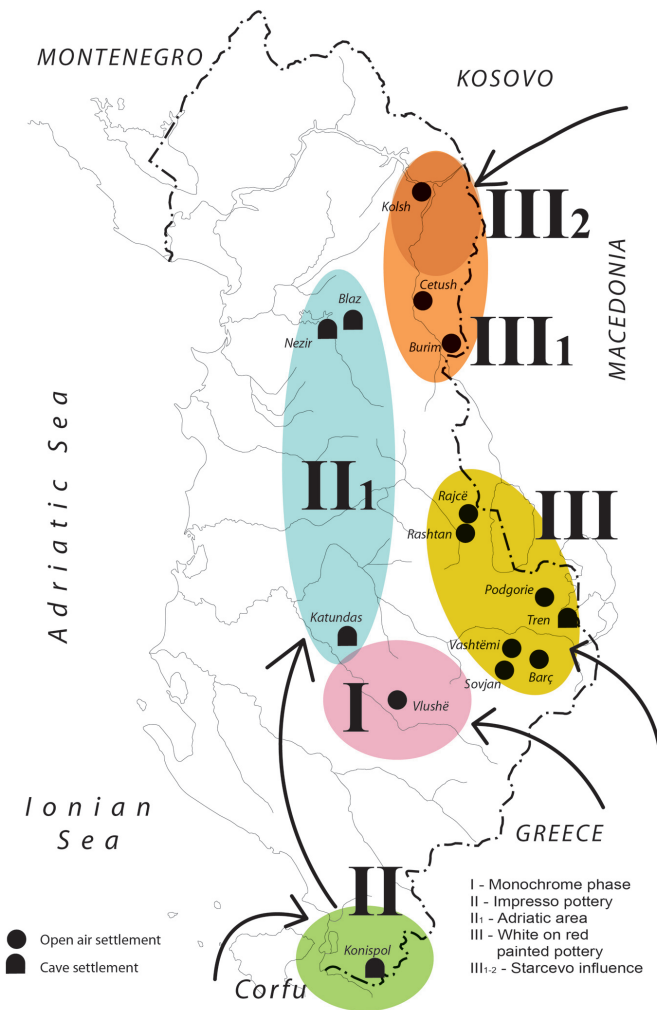 MONTENEGRO
KOSOVO
Kolsh
III2
MACEDONIA
Cetush
Blaz
Nezir
Burim
III1
Adriatic Sea
II1
Rajcë
III
Rashtan
Podgorie
Tren
Katundas
Vashtëmi
Barç
Sovjan
I
Vlushë
Ionian
Sea
GREECE
II
I - Monochrome phase
II - Impresso pottery
II1 - Adriatic area
III - White on red
painted pottery
III1-2 - Starcevo influence
Open air settlement
Cave settlement
Konispol
Corfu